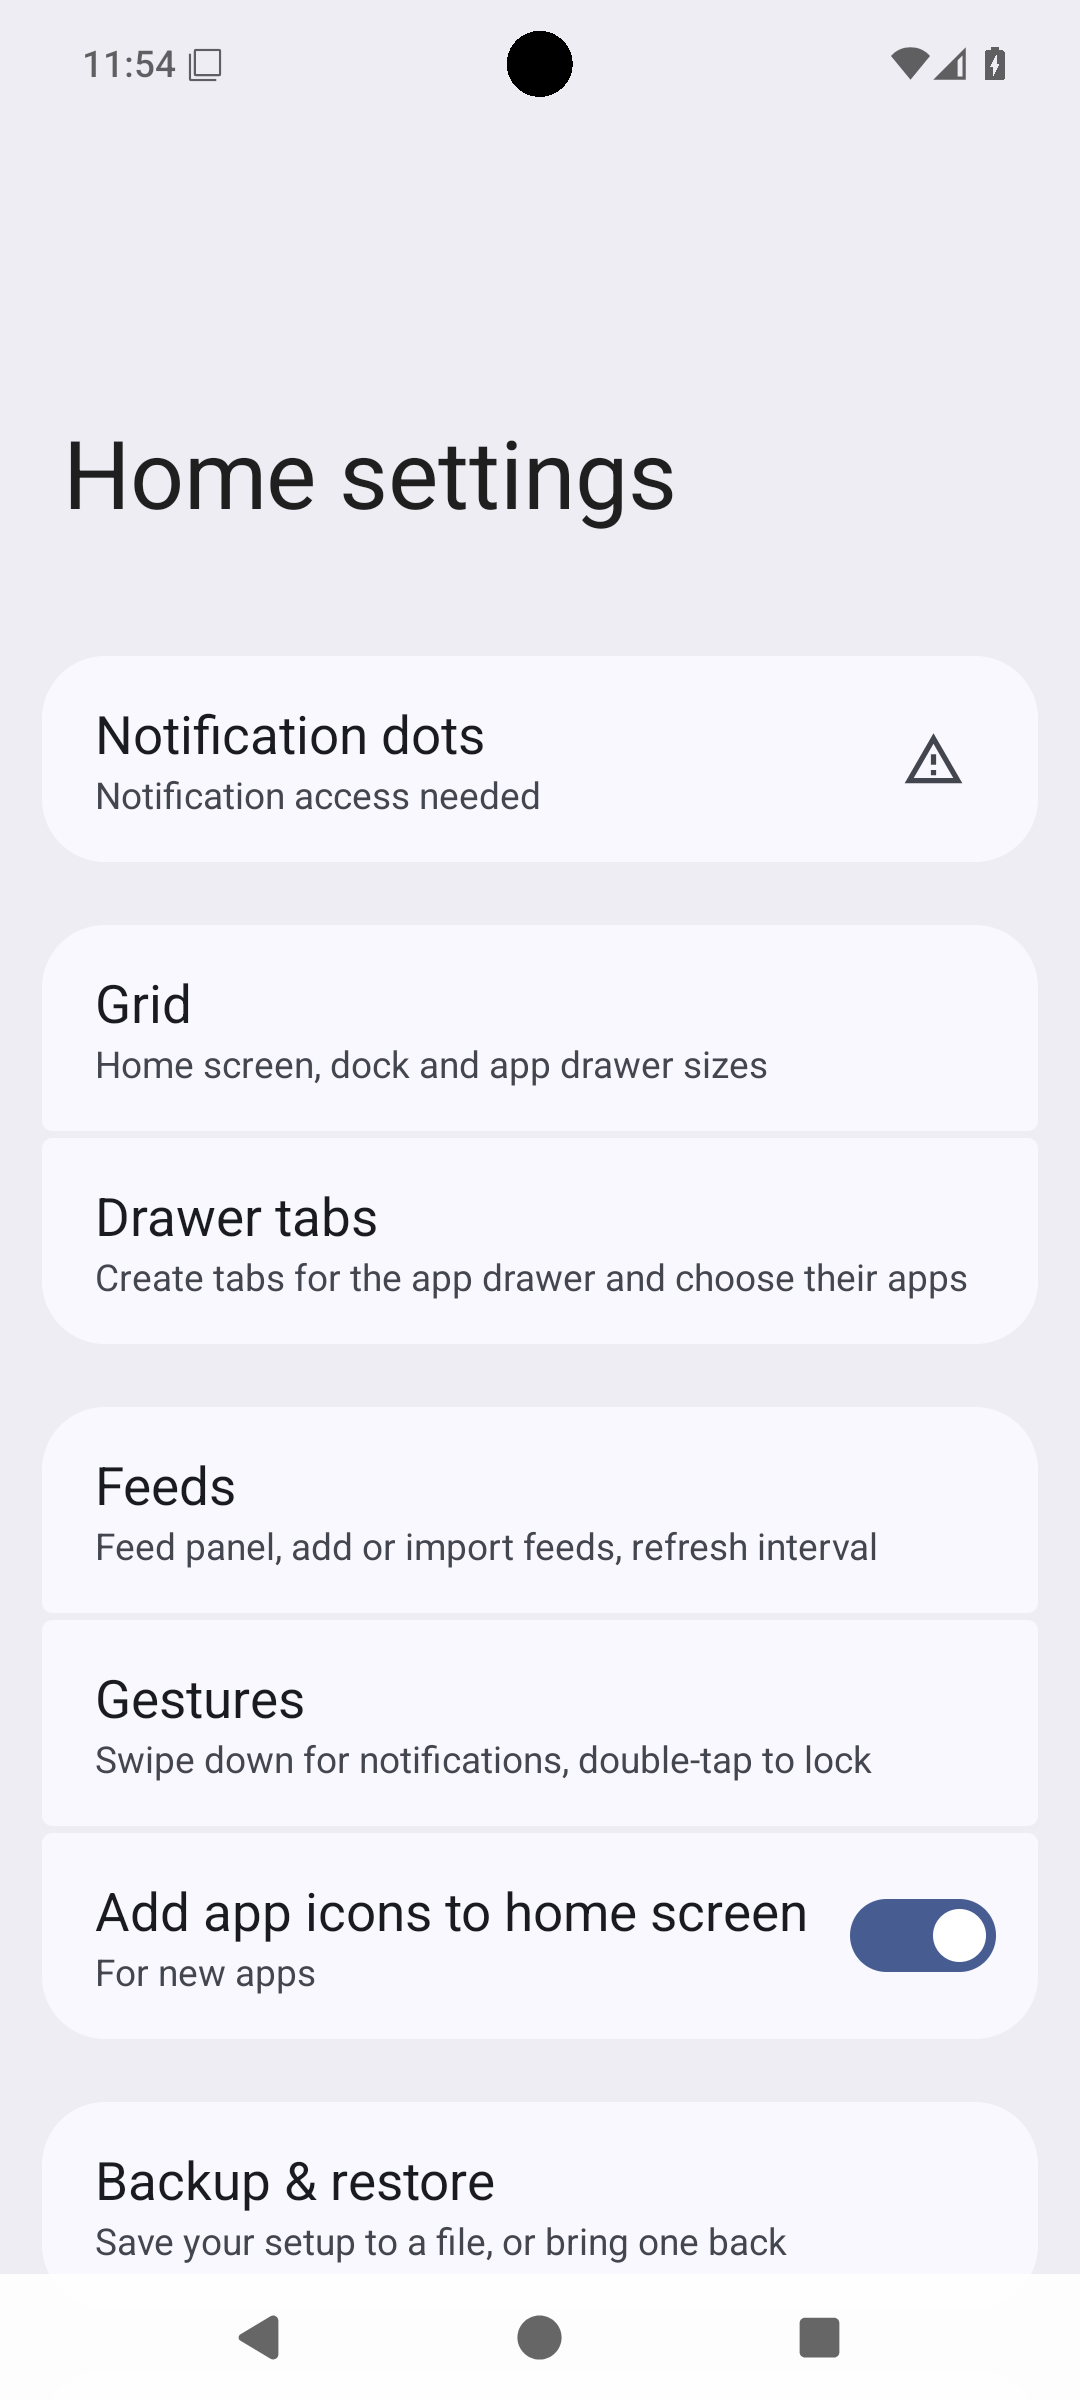 11:54
Home settings
Notification dots
Notification access needed
Grid
Home screen, dock and app drawer sizes
Drawer tabs
Create tabs for the app drawer and choose their apps
Feeds
Feed panel, add or import feeds, refresh interval
Gestures
Swipe down for notifications, double-tap to lock
Add app icons to home screen
For new apps
Backup & restore
Save your setup to a file, or bring one back